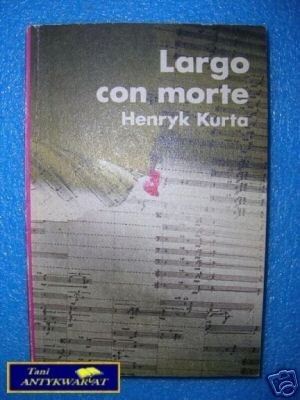 Largo
con morte
Henryk Kurta
Tani
ANTYKWARIAT